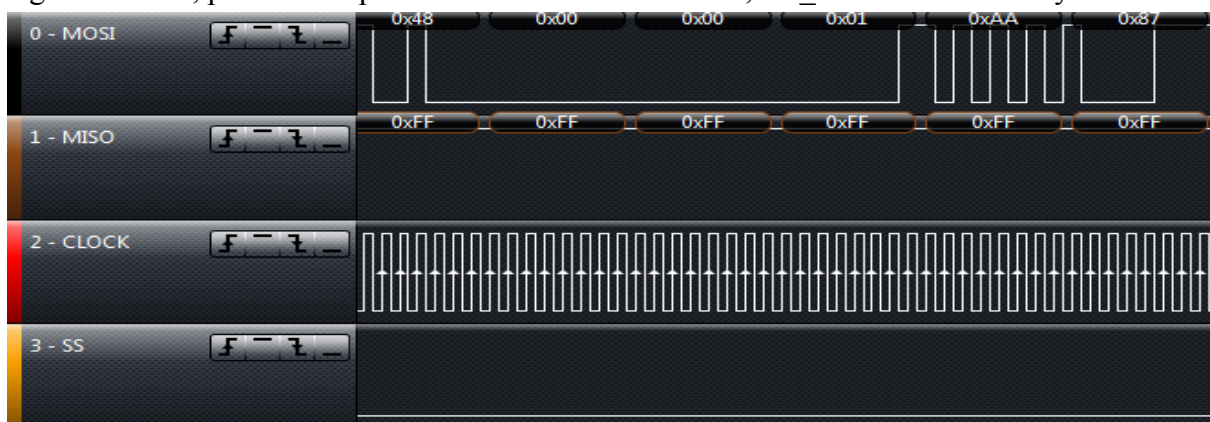 0 - MOSI
0x48 0x00 0x00 0x01 0xAA 0x87
1 - MISO
0xFF 0xFF 0xFF 0xFF 0xFF 0xFF
2 - CLOCK
3 - SS